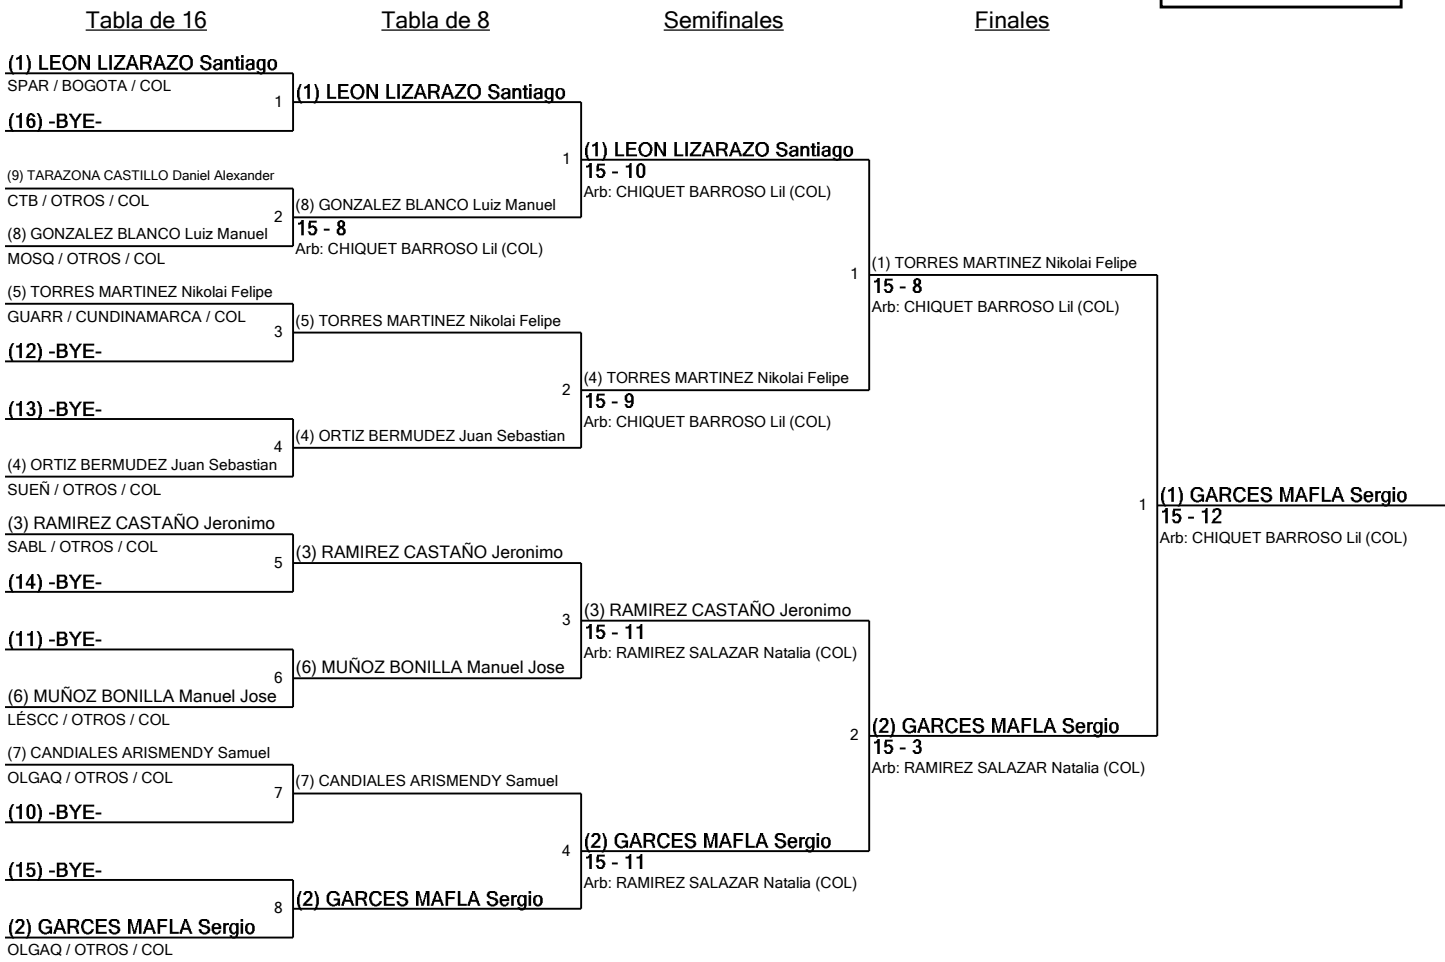 Tabla de 16
Tabla de 8
Semifinales
Finales
(1) LEON LIZARAZO Santiago
SPAR / BOGOTA / COL
1
(16) -BYE-
(9) TARAZONA CASTILLO Daniel Alexander
CTB / OTROS / COL
2
(8) GONZALEZ BLANCO Luiz Manuel
MOSQ / OTROS / COL
(5) TORRES MARTINEZ Nikolai Felipe
GUARR / CUNDINAMARCA / COL
3
(12) -BYE-
(13) -BYE-
4
(4) ORTIZ BERMUDEZ Juan Sebastian
SUEÑ / OTROS / COL
(3) RAMIREZ CASTAÑO Jeronimo
SABL / OTROS / COL
5
(14) -BYE-
(11) -BYE-
6
(6) MUÑOZ BONILLA Manuel Jose
LÉSCC / OTROS / COL
(7) CANDIALES ARISMENDY Samuel
OLGAQ / OTROS / COL
7
(10) -BYE-
(15) -BYE-
8
(2) GARCES MAFLA Sergio
OLGAQ / OTROS / COL
(1) LEON LIZARAZO Santiago
1
(8) GONZALEZ BLANCO Luiz Manuel
15 - 8
Arb: CHIQUET BARROSO Lil (COL)
(5) TORRES MARTINEZ Nikolai Felipe
2
(4) ORTIZ BERMUDEZ Juan Sebastian
(3) RAMIREZ CASTAÑO Jeronimo
3
(6) MUÑOZ BONILLA Manuel Jose
(7) CANDIALES ARISMENDY Samuel
4
(2) GARCES MAFLA Sergio
(1) LEON LIZARAZO Santiago
15 - 10
Arb: CHIQUET BARROSO Lil (COL)
1
(4) TORRES MARTINEZ Nikolai Felipe
15 - 9
Arb: CHIQUET BARROSO Lil (COL)
(3) RAMIREZ CASTAÑO Jeronimo
15 - 11
Arb: RAMIREZ SALAZAR Natalia (COL)
2
(2) GARCES MAFLA Sergio
15 - 11
Arb: RAMIREZ SALAZAR Natalia (COL)
(1) TORRES MARTINEZ Nikolai Felipe
15 - 8
Arb: CHIQUET BARROSO Lil (COL)
1
(2) GARCES MAFLA Sergio
15 - 3
Arb: RAMIREZ SALAZAR Natalia (COL)
(1) GARCES MAFLA Sergio
15 - 12
Arb: CHIQUET BARROSO Lil (COL)